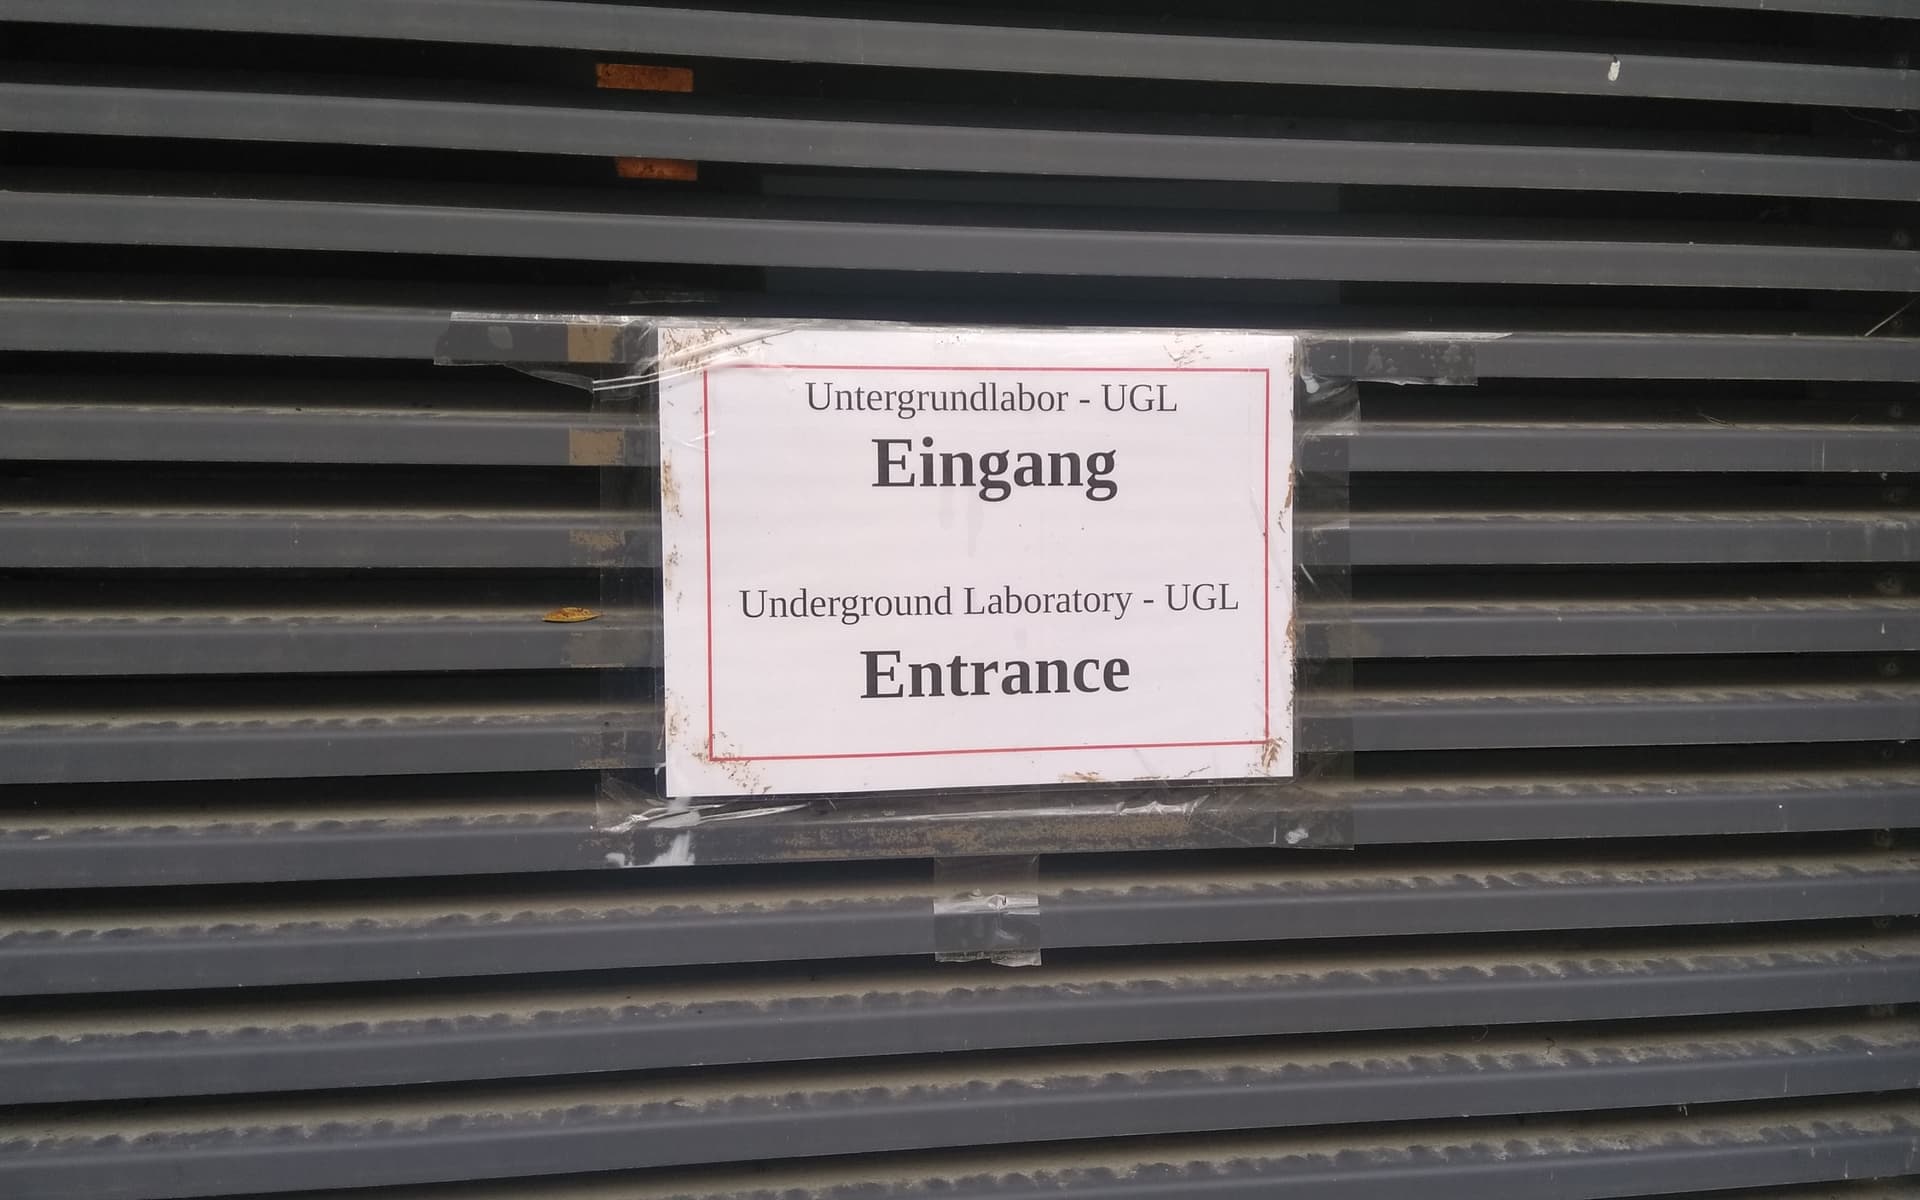 Untergrundlabor - UGL
Eingang
Underground Laboratory - UGL
Entrance